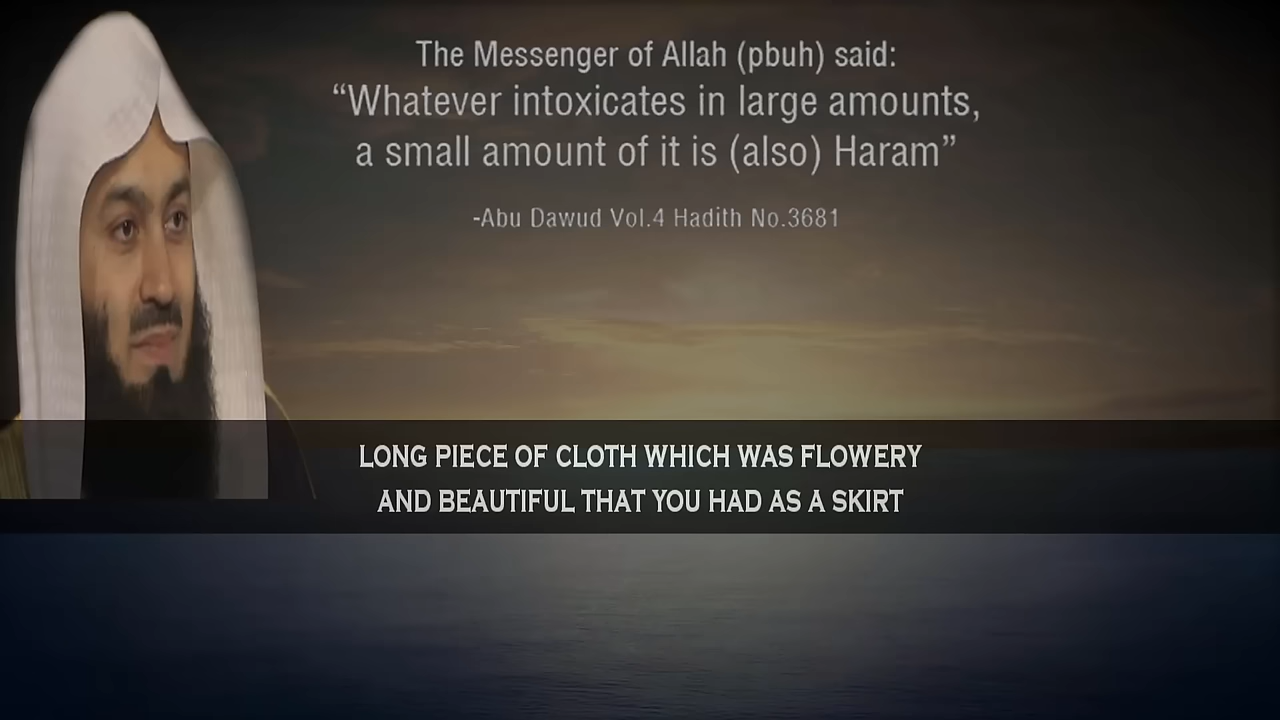 The Messenger of Allah (pbuh) said:
“Whatever intoxicates in large amounts,
a small amount of it is (also) Haram”
-Abu Dawud Vol.4 Hadith No.3681
LONG PIECE OF CLOTH WHICH WAS FLOWERY
AND BEAUTIFUL THAT YOU HAD AS A SKIRT